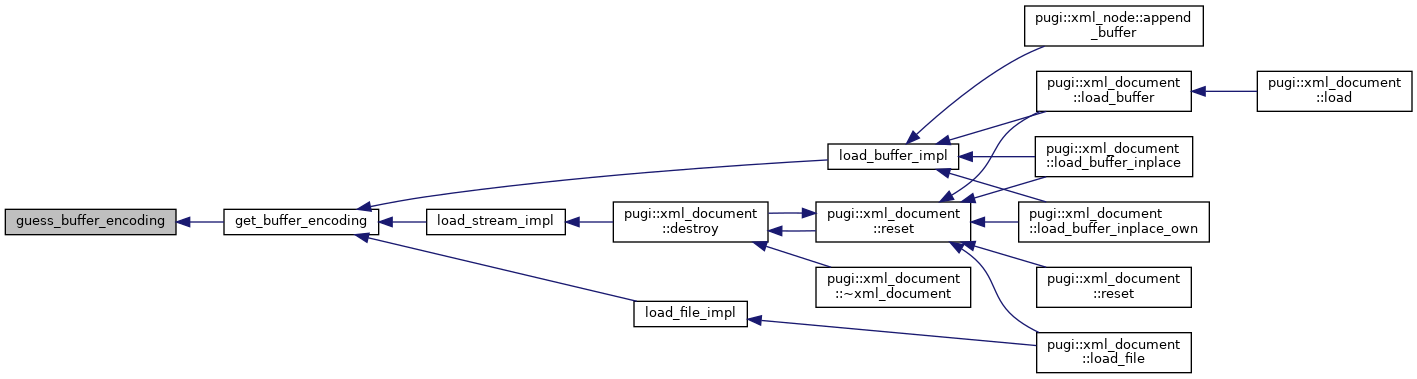 pugi::xml_node::append
_buffer
pugi::xml_document
::load_buffer
pugi::xml_document
::load
pugi::xml_document
::load_buffer_inplace
load_buffer_impl
guess_buffer_encoding
get_buffer_encoding
load_stream_impl
pugi::xml_document
::destroy
pugi::xml_document
::reset
pugi::xml_document
::load_buffer_inplace_own
pugi::xml_document
::~xml_document
pugi::xml_document
::reset
load_file_impl
pugi::xml_document
::load_file